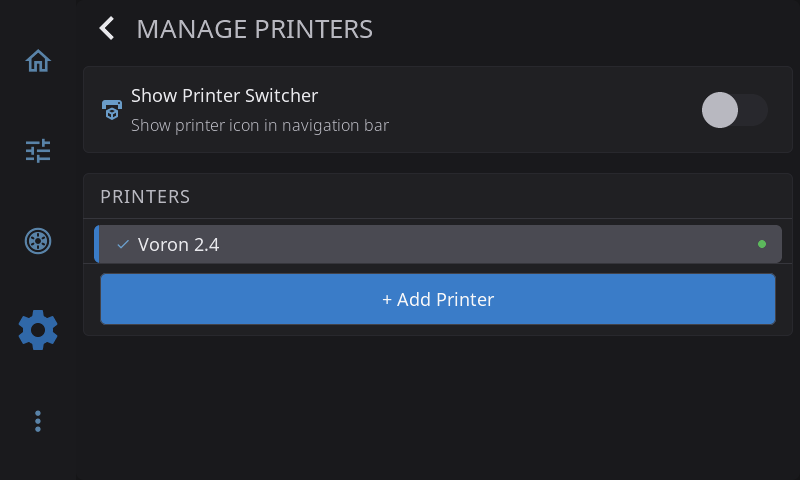 MANAGE PRINTERS
Show Printer Switcher
Show printer icon in navigation bar
PRINTERS
Voron 2.4
+ Add Printer